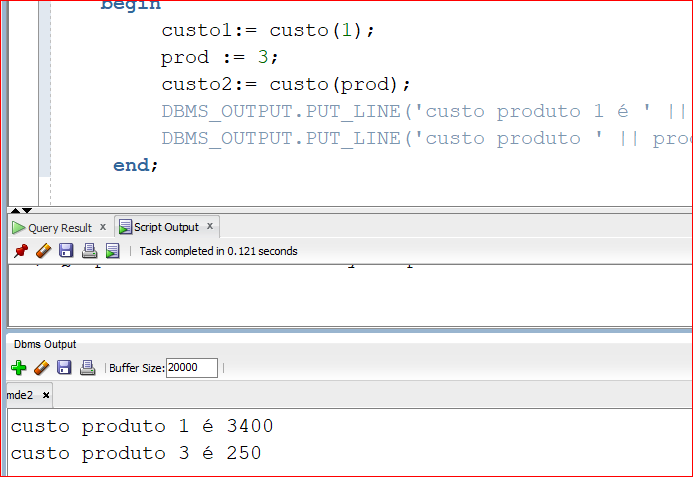 begin
custo1:= custo(1);
prod := 3;
custo2:= custo(prod);
DBMS_OUTPUT.PUT_LINE('custo produto 1 é ' ||
DBMS_OUTPUT.PUT_LINE('custo produto ' || prod
end;
Query Result x Script Output x
Task completed in 0.121 seconds
Dbms Output
Buffer Size: 20000
mde2 x
custo produto 1 é 3400
custo produto 3 é 250